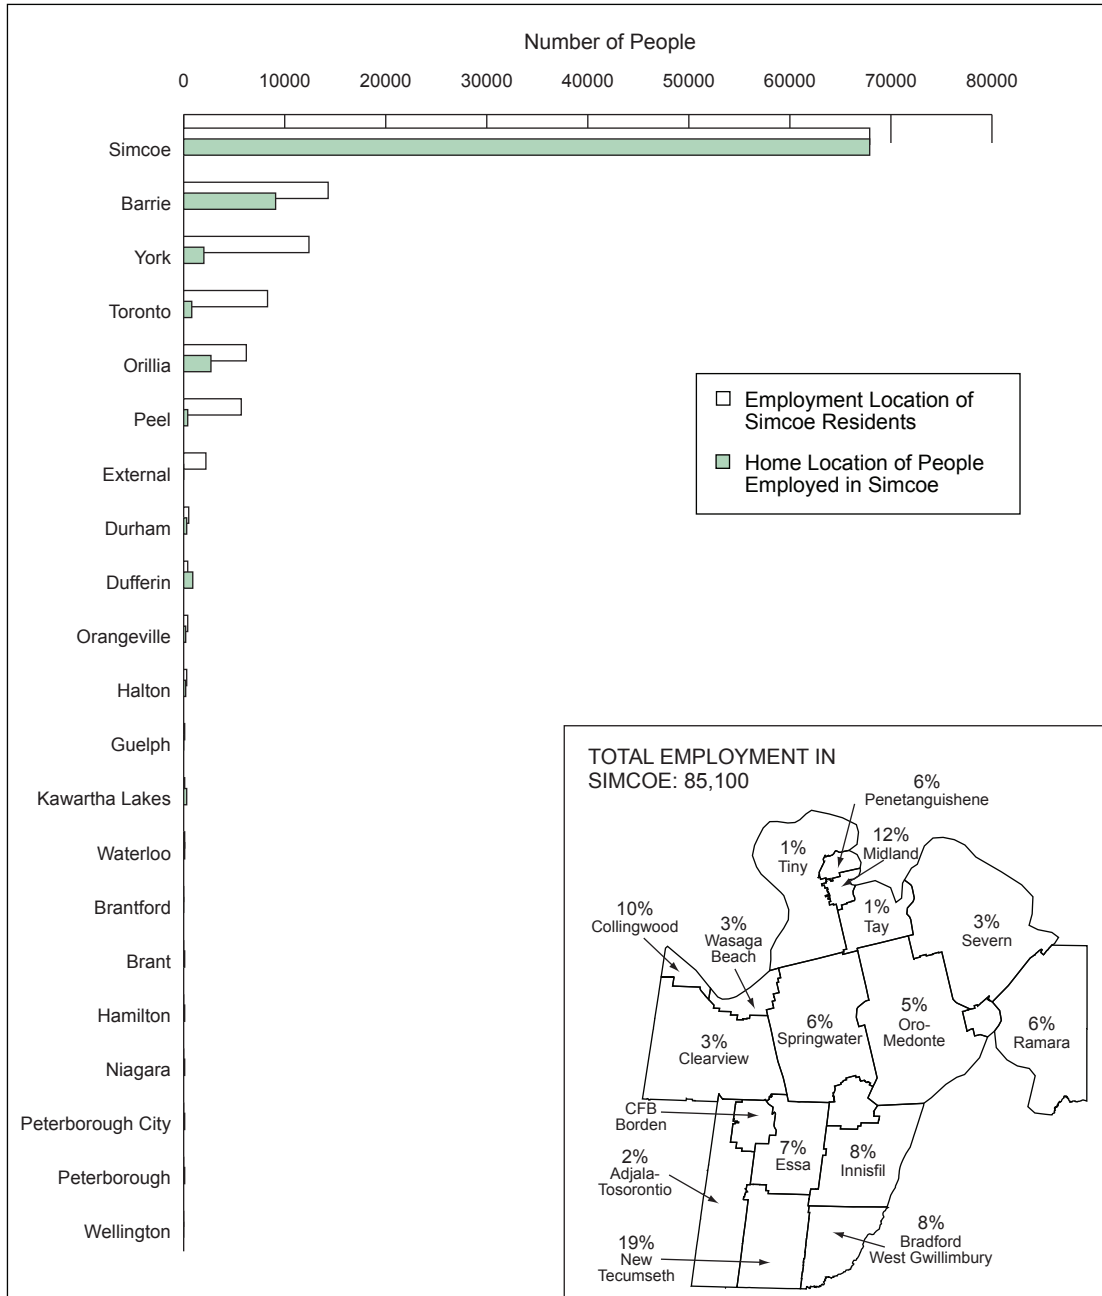 Number of People
0 10000 20000 30000 40000 50000 60000 70000 80000
Simcoe
Barrie
York
Toronto
Orillia
Peel
External
Durham
Dufferin
Orangeville
Halton
Guelph
Kawartha Lakes
Waterloo
Brantford
Brant
Hamilton
Niagara
Peterborough City
Peterborough
Wellington
Employment Location of
Simcoe Residents
Home Location of People
Employed in Simcoe
TOTAL EMPLOYMENT IN
SIMCOE: 85,100
6%
Penetanguishene
12%
Midland
1%
Tiny
10%
Collingwood
3%
Wasaga
Beach
1%
Tay
3%
Severn
3%
Clearview
6%
Springwater
5%
Oro-
Medonte
6%
Ramara
CFB
Borden
7%
Essa
8%
Innisfil
2%
Adjala-
Tosorontio
19%
New
Tecumseth
8%
Bradford
West Gwillimbury